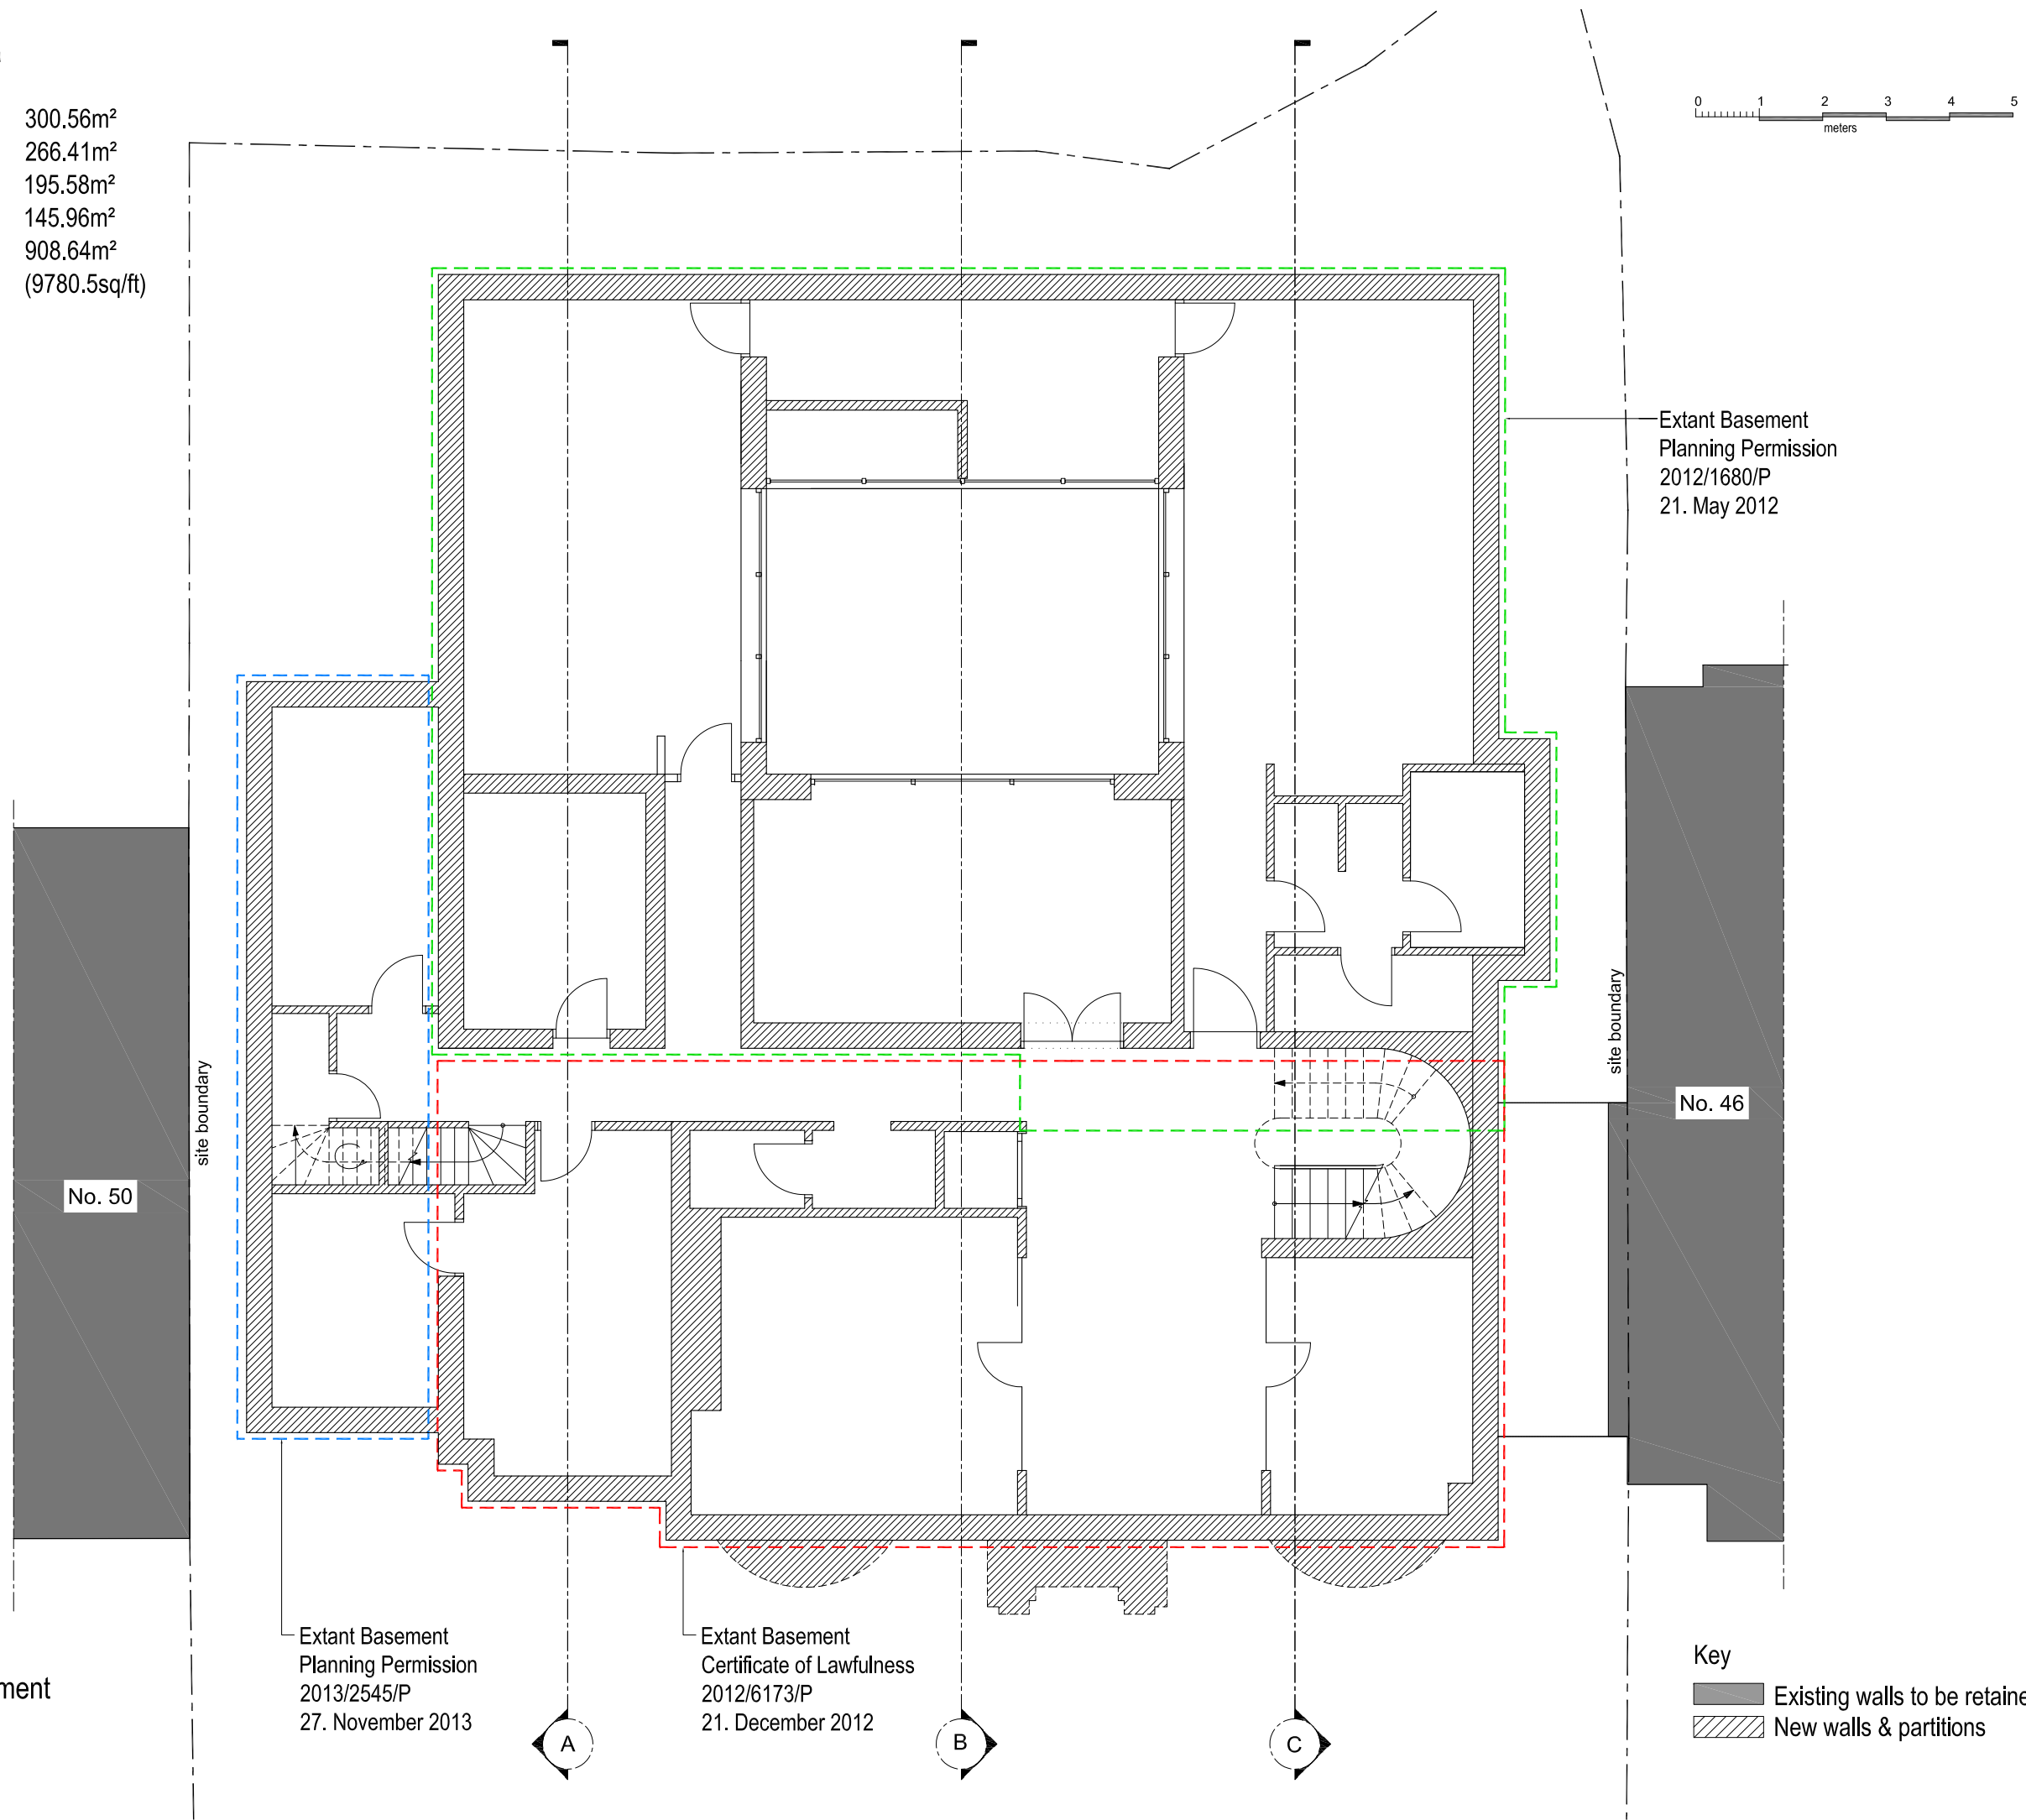 300.56m²
266.41m²
195.58m²
145.96m²
908.64m²
(9780.5sq/ft)
0 1 2 3 4 5
meters
Extant Basement
Planning Permission
2012/1680/P
21. May 2012
site boundary
site boundary
No. 46
No. 50
Extant Basement
Planning Permission
2013/2545/P
27. November 2013
Extant Basement
Certificate of Lawfulness
2012/6173/P
21. December 2012
A
B
C
ment
Key
Existing walls to be retaine
New walls & partitions